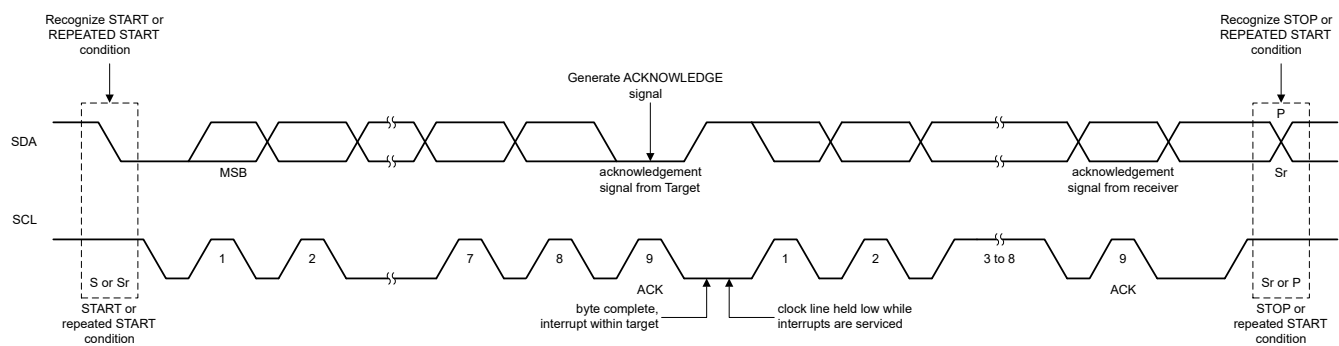 Recognize START or
REPEATED START
condition
Recognize STOP or
REPEATED START
condition
Generate ACKNOWLEDGE
signal
P
SDA
MSB
acknowledgement
signal from Target
acknowledgement
signal from receiver
Sr
SCL
1
2
7
8
9
1
2
3 to 8
9
S or Sr
ACK
ACK
Sr or P
START or
repeated START
condition
byte complete,
interrupt within target
clock line held low while
interrupts are serviced
STOP or
repeated START
condition